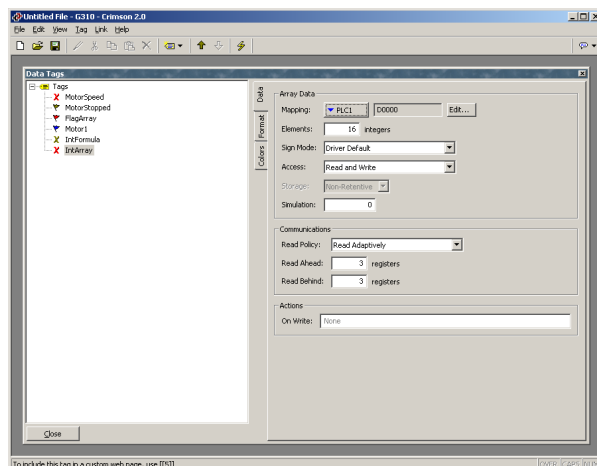 Untitled File - G310 - Crimson 2.0
File Edit View Tag Link Help
Data Tags
Tags
MotorSpeed
MotorStopped
FlagArray
Motor1
IntFormula
IntArray
Close
Data
Format
Colors
Array Data
Mapping: PLC1 D0000 Edit...
Elements: 16 integers
Sign Mode: Driver Default
Access: Read and Write
Storage: Non-Retentive
Simulation: 0
Communications
Read Policy: Read Adaptively
Read Ahead: 3 registers
Read Behind: 3 registers
Actions
On Write: None
To include this tag in a custom web page, use [[5]]
OVER CAPS NUM